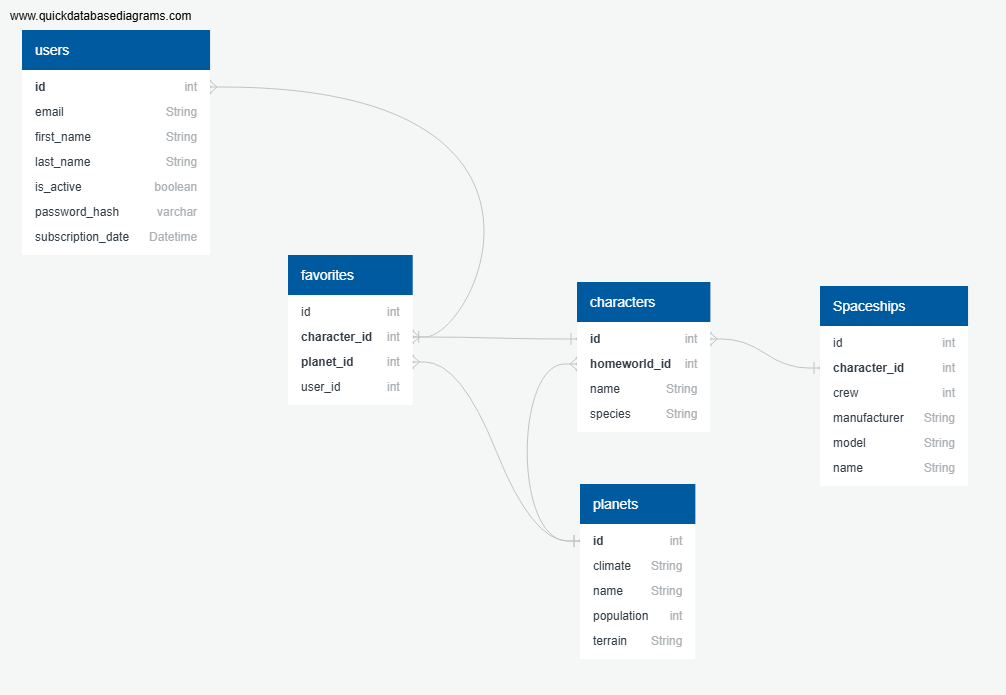 www.quickdatabasediagrams.com
users
id int
email String
first_name String
last_name String
is_active boolean
password_hash varchar
subscription_date Datetime
favorites
id int
character_id int
planet_id int
user_id int
characters
id int
homeworld_id int
name String
species String
Spaceships
id int
character_id int
crew int
manufacturer String
model String
name String
planets
id int
climate String
name String
population int
terrain String